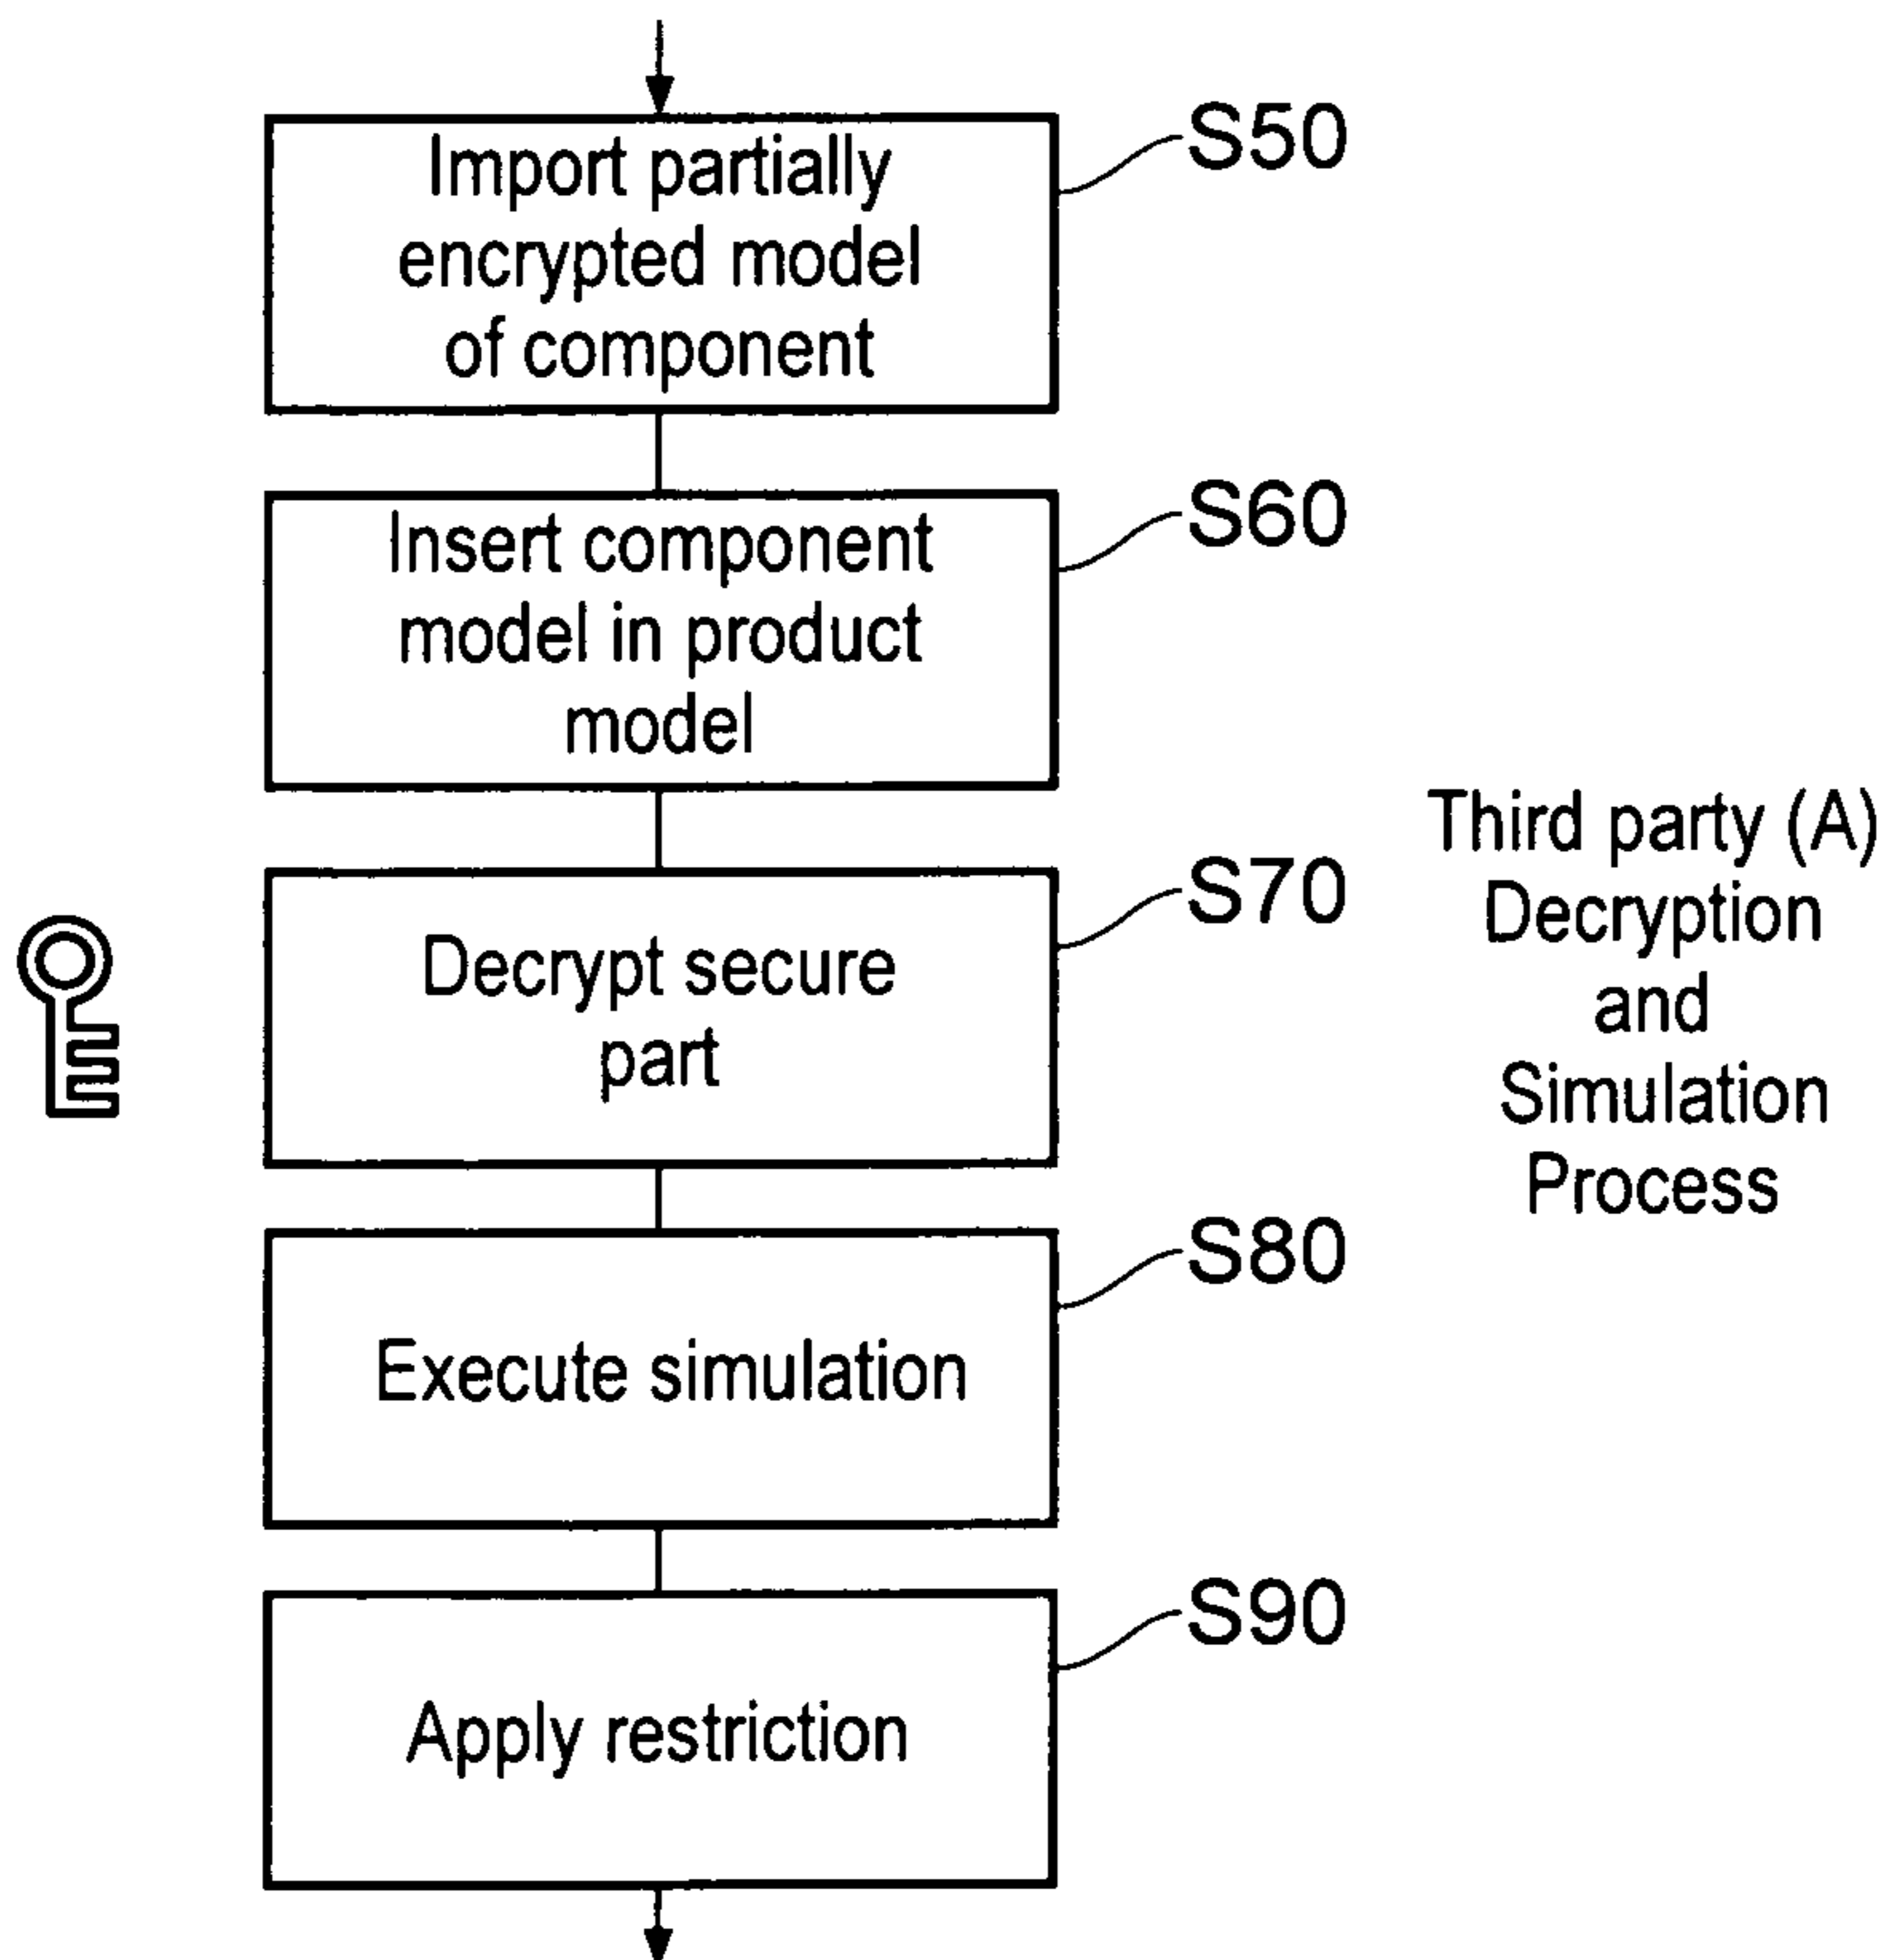 Import partially
encrypted model
of component
S50
Insert component
model in product
model
S60
Decrypt secure
part
S70
Third party (A)
Decryption
and
Simulation
Process
Execute simulation
S80
Apply restriction
S90